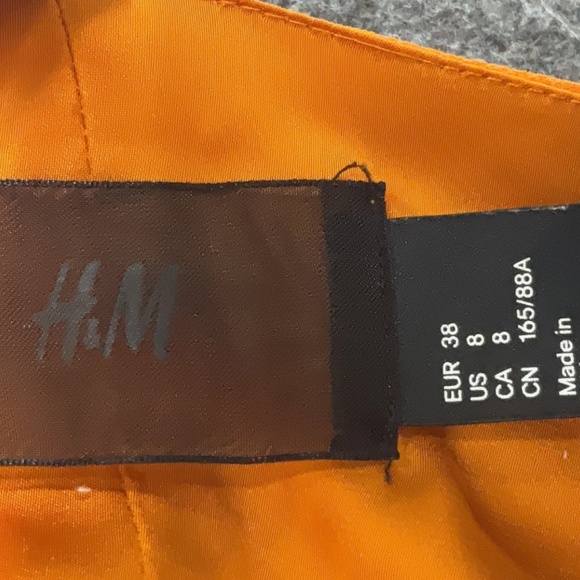 H&M
EUR 38
US 8
CA 8
CN 165/88A
Made in